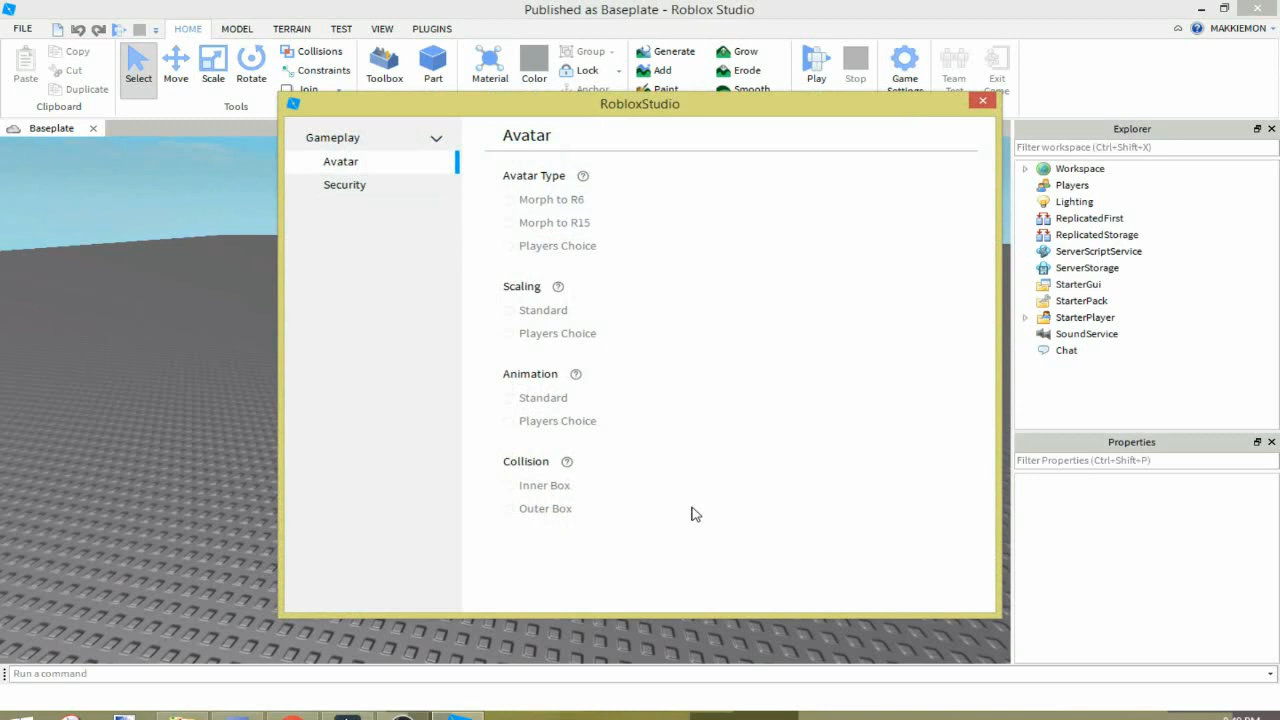 Published as Baseplate - Roblox Studio
FILE HOME MODEL TERRAIN TEST VIEW PLUGINS MAKKIEMON
Copy Collisions Group Generate Grow
Cut Constraints Lock Add Erode
Paste Duplicate Select Move Scale Rotate Join Toolbox Part Material Color Anchor Paint Smooth Play Stop Game Settings Team Test Exit Game
Clipboard Tools
RobloxStudio
Baseplate
Gameplay
Avatar
Security
Avatar
Avatar Type
Morph to R6
Morph to R15
Players Choice
Scaling
Standard
Players Choice
Animation
Standard
Players Choice
Collision
Inner Box
Outer Box
Explorer
Filter workspace (Ctrl+Shift+X)
Workspace
Players
Lighting
ReplicatedFirst
ReplicatedStorage
ServerScriptService
ServerStorage
StarterGui
StarterPack
StarterPlayer
SoundService
Chat
Properties
Filter Properties (Ctrl+Shift+P)
Run a command